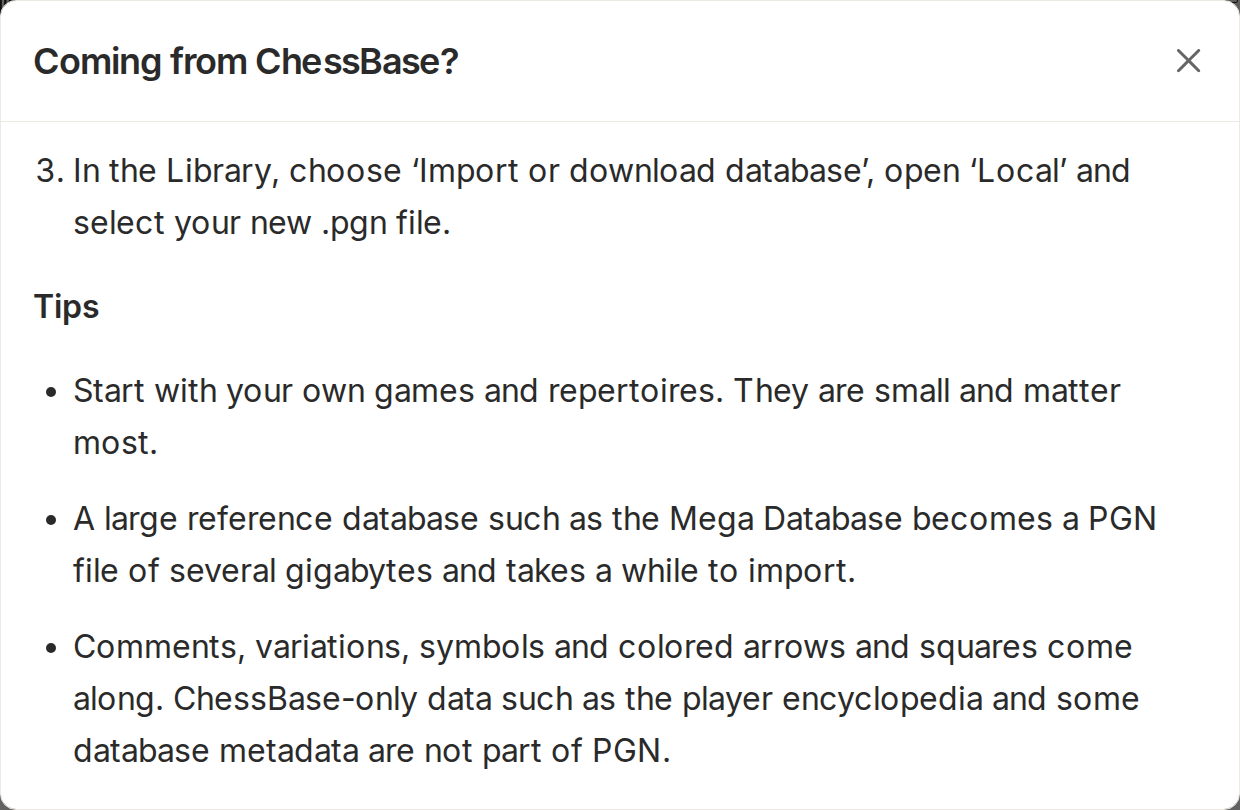 Coming from ChessBase?
3. In the Library, choose ‘Import or download database’, open ‘Local’ and
select your new .pgn file.
Tips
• Start with your own games and repertoires. They are small and matter
most.
• A large reference database such as the Mega Database becomes a PGN
file of several gigabytes and takes a while to import.
• Comments, variations, symbols and colored arrows and squares come
along. ChessBase-only data such as the player encyclopedia and some
database metadata are not part of PGN.